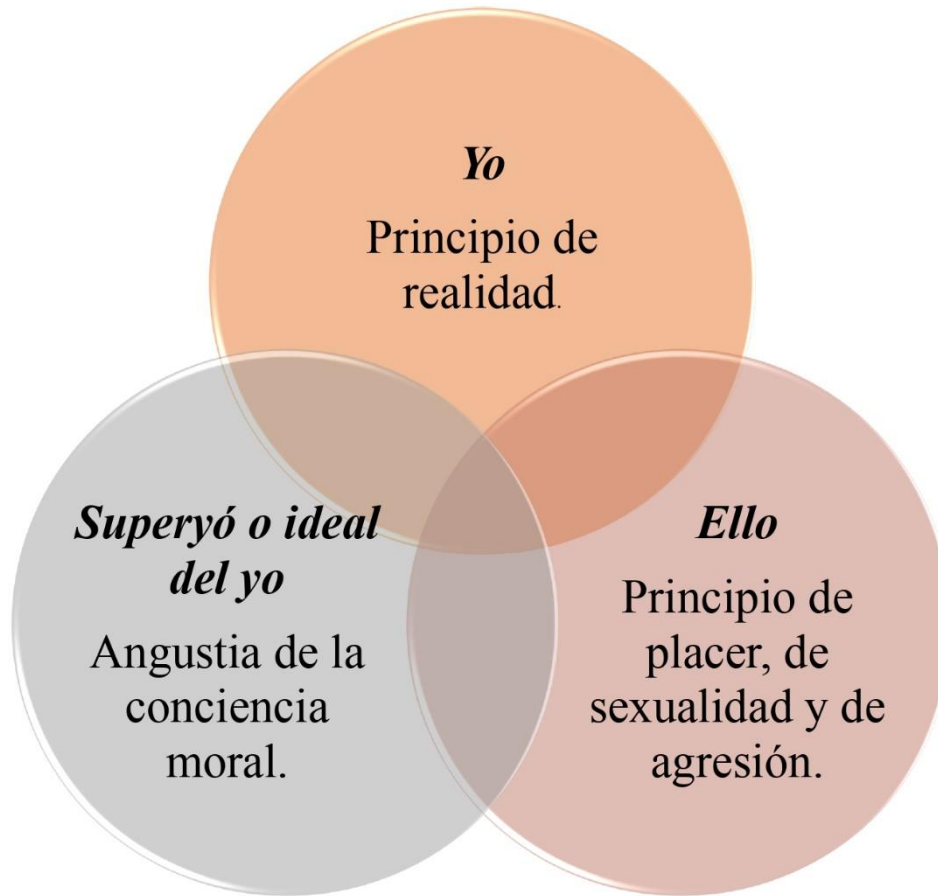 Yo
Principio de
realidad.
Superyó o ideal
del yo
Angustia de la
conciencia
moral.
Ello
Principio de
placer, de
sexualidad y de
agresión.